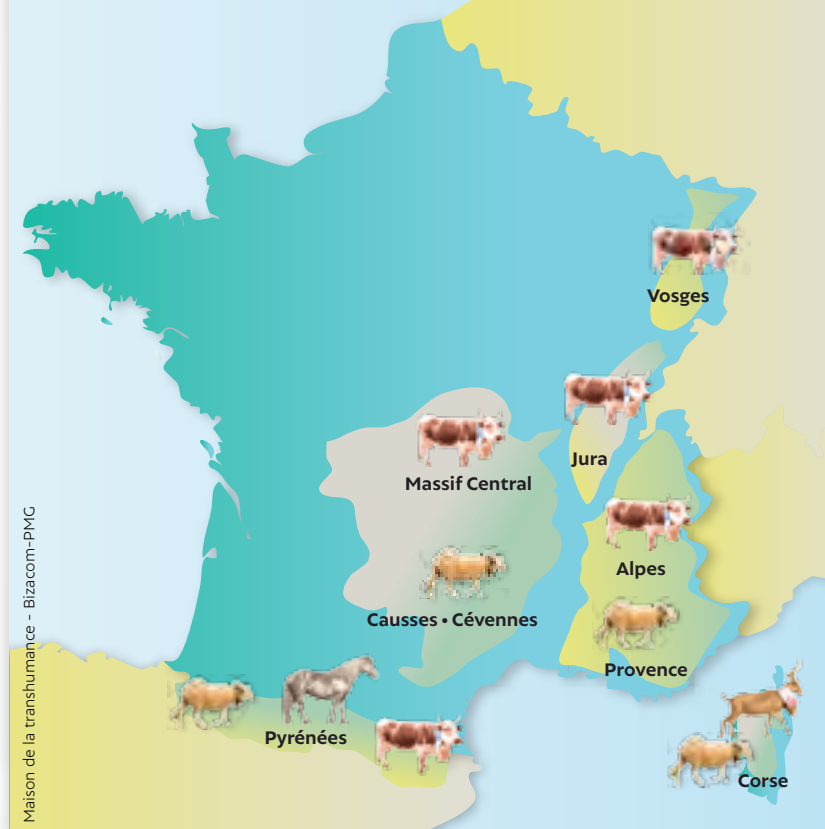 Vosges
Jura
Massif Central
Alpes
Causses • Cévennes
Provence
Pyrénées
Corse
Maison de la transhumance - Bizacom-PMG